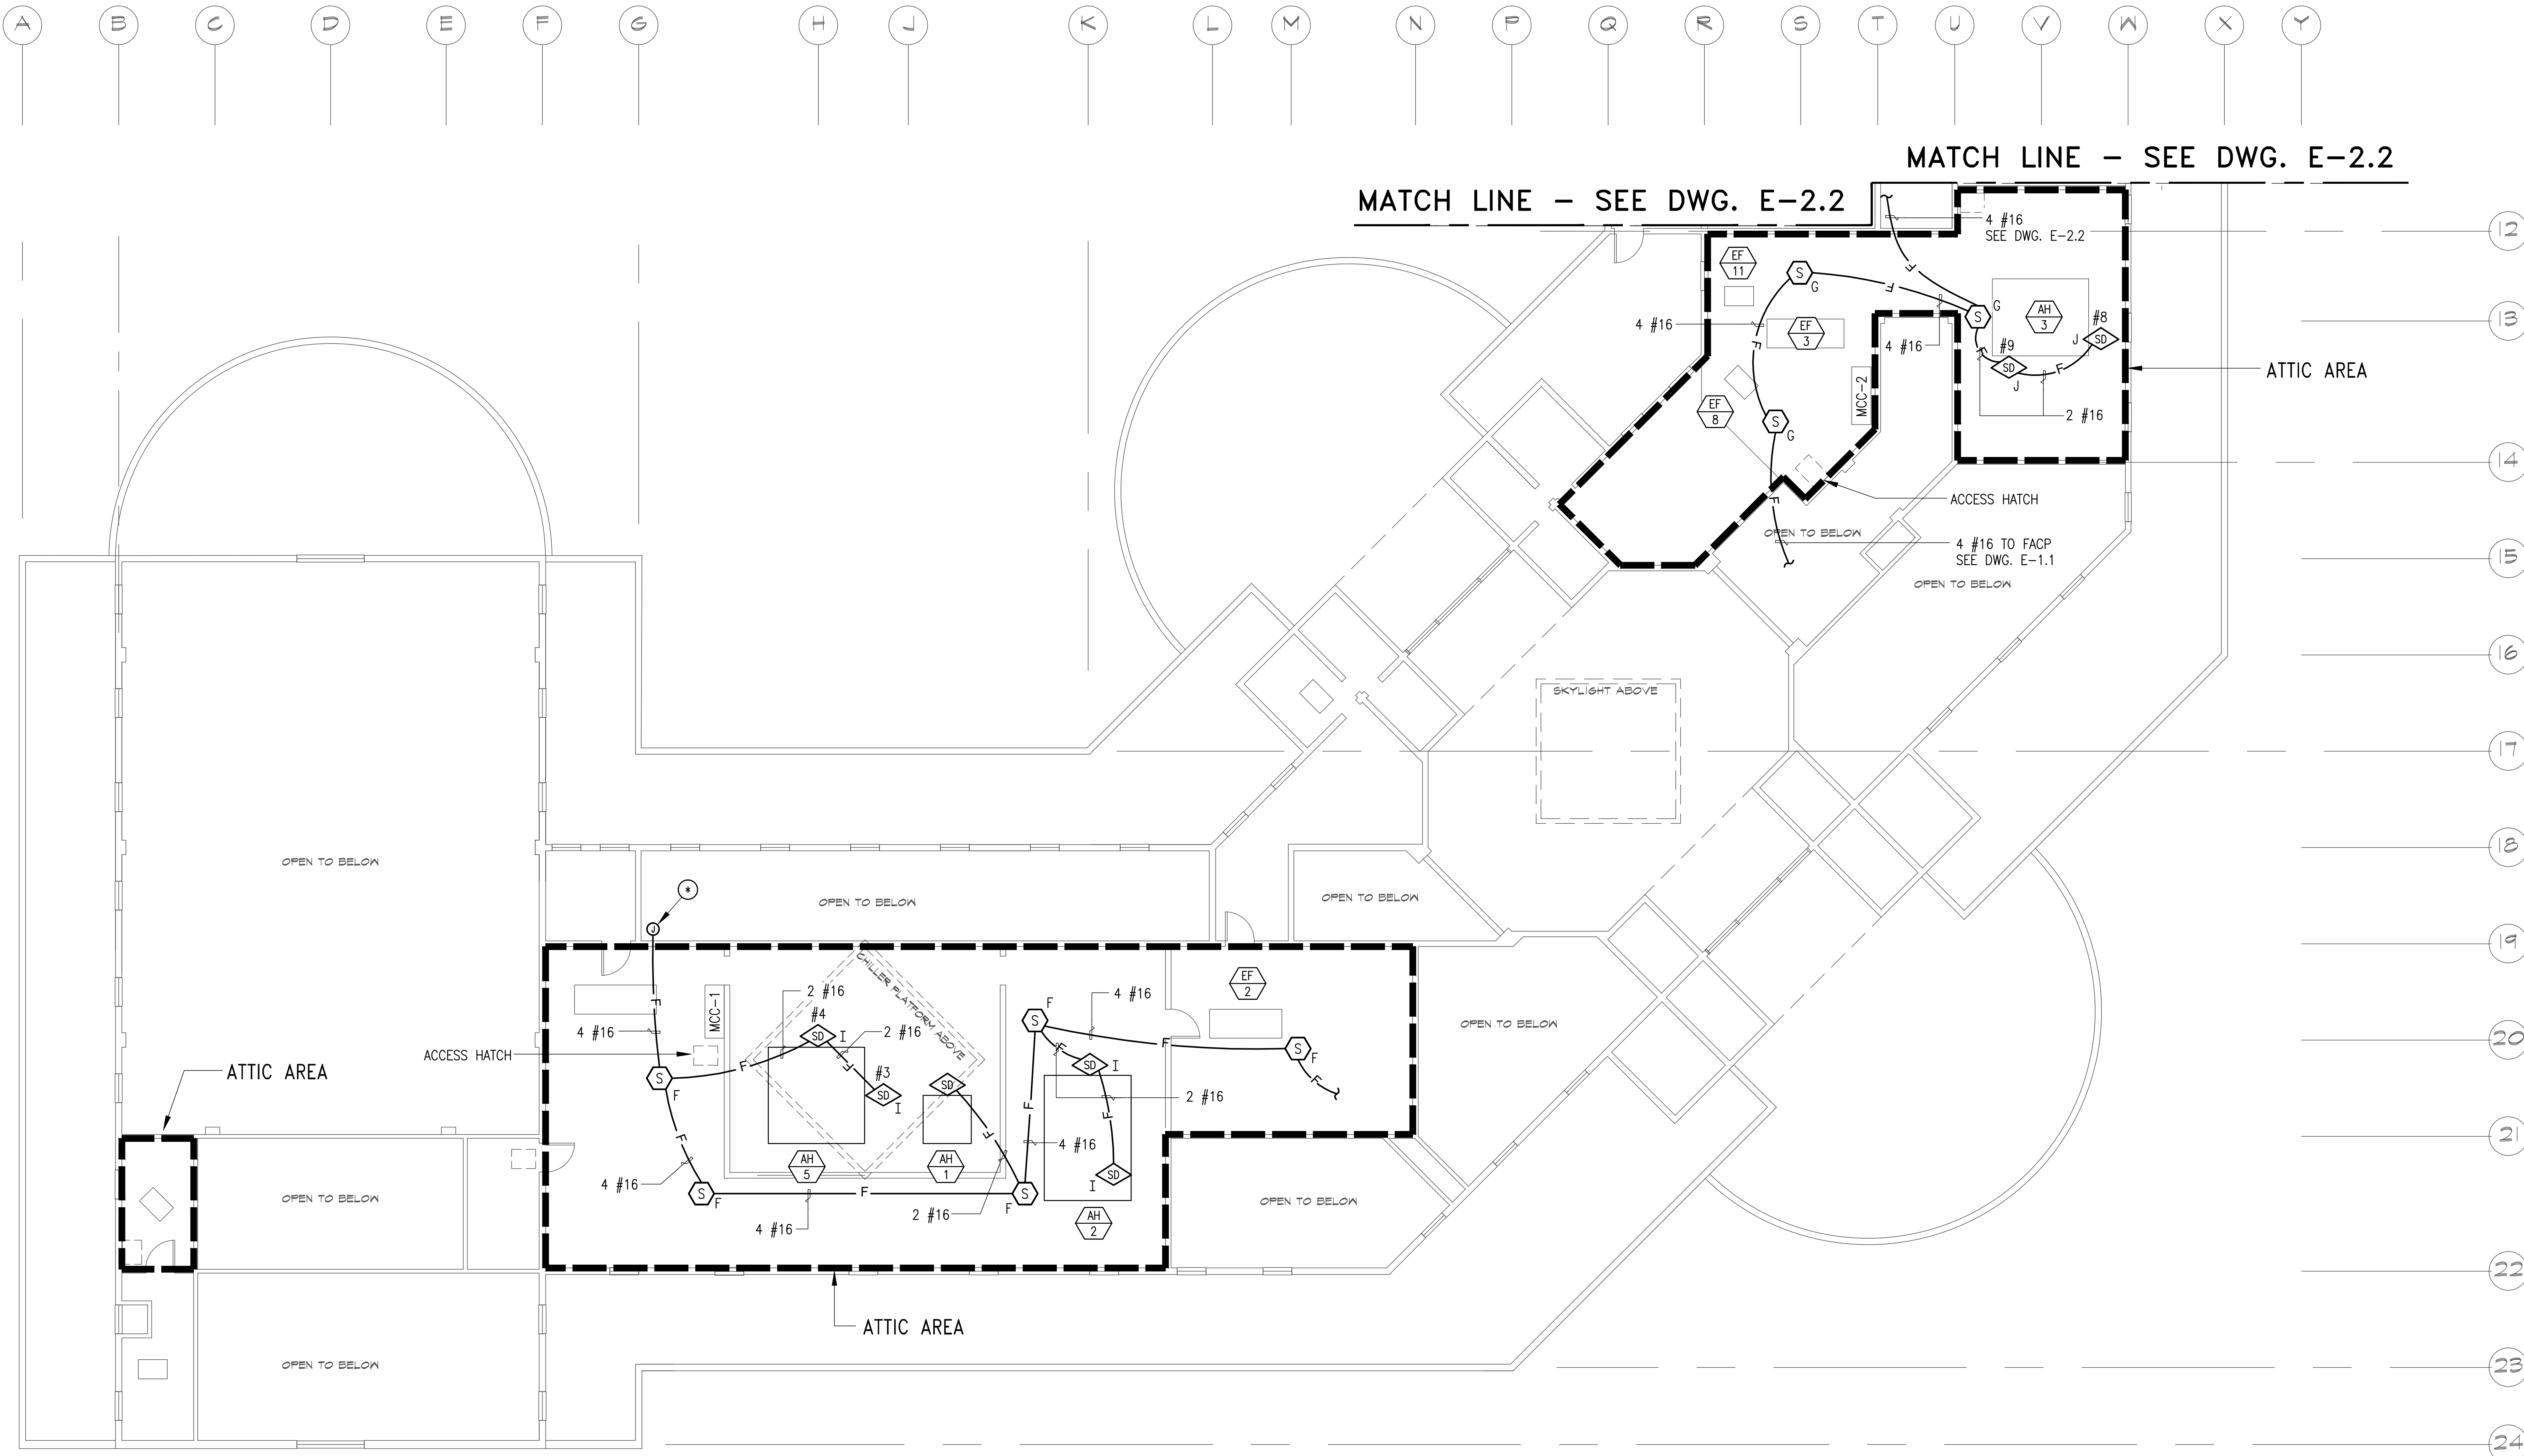 A B C D E F G H J K L M N P Q R S T U V W X Y
MATCH LINE - SEE DWG. E-2.2
MATCH LINE - SEE DWG. E-2.2
4 #16
SEE DWG. E-2.2
12
EF
11
S
G
F
F
S
G
AH
3
#8
J
SD
13
4 #16
EF
3
F
4 #16
#9
SD
J
F
F
ATTIC AREA
MCC-2
EF
8
S
G
2 #16
14
ACCESS HATCH
F
OPEN TO BELOW
4 #16 TO FACP
SEE DWG. E-1.1
15
OPEN TO BELOW
16
SKYLIGHT ABOVE
17
18
OPEN TO BELOW
*
OPEN TO BELOW
OPEN TO BELOW
J
19
CHILLER PLATFORM ABOVE
EF
2
F
MCC-1
2 #16
4 #16
F
#4
S
4 #16
SD
I
2 #16
OPEN TO BELOW
20
ACCESS HATCH
F
F
F
F
S
F
SD
I
ATTIC AREA
S
F
#3
SD
I
SD
F
2 #16
F
F
F
F
4 #16
21
AH
5
AH
1
SD
I
4 #16
S
F
F
S
F
OPEN TO BELOW
OPEN TO BELOW
4 #16
2 #16
AH
2
22
ATTIC AREA
OPEN TO BELOW
23
24